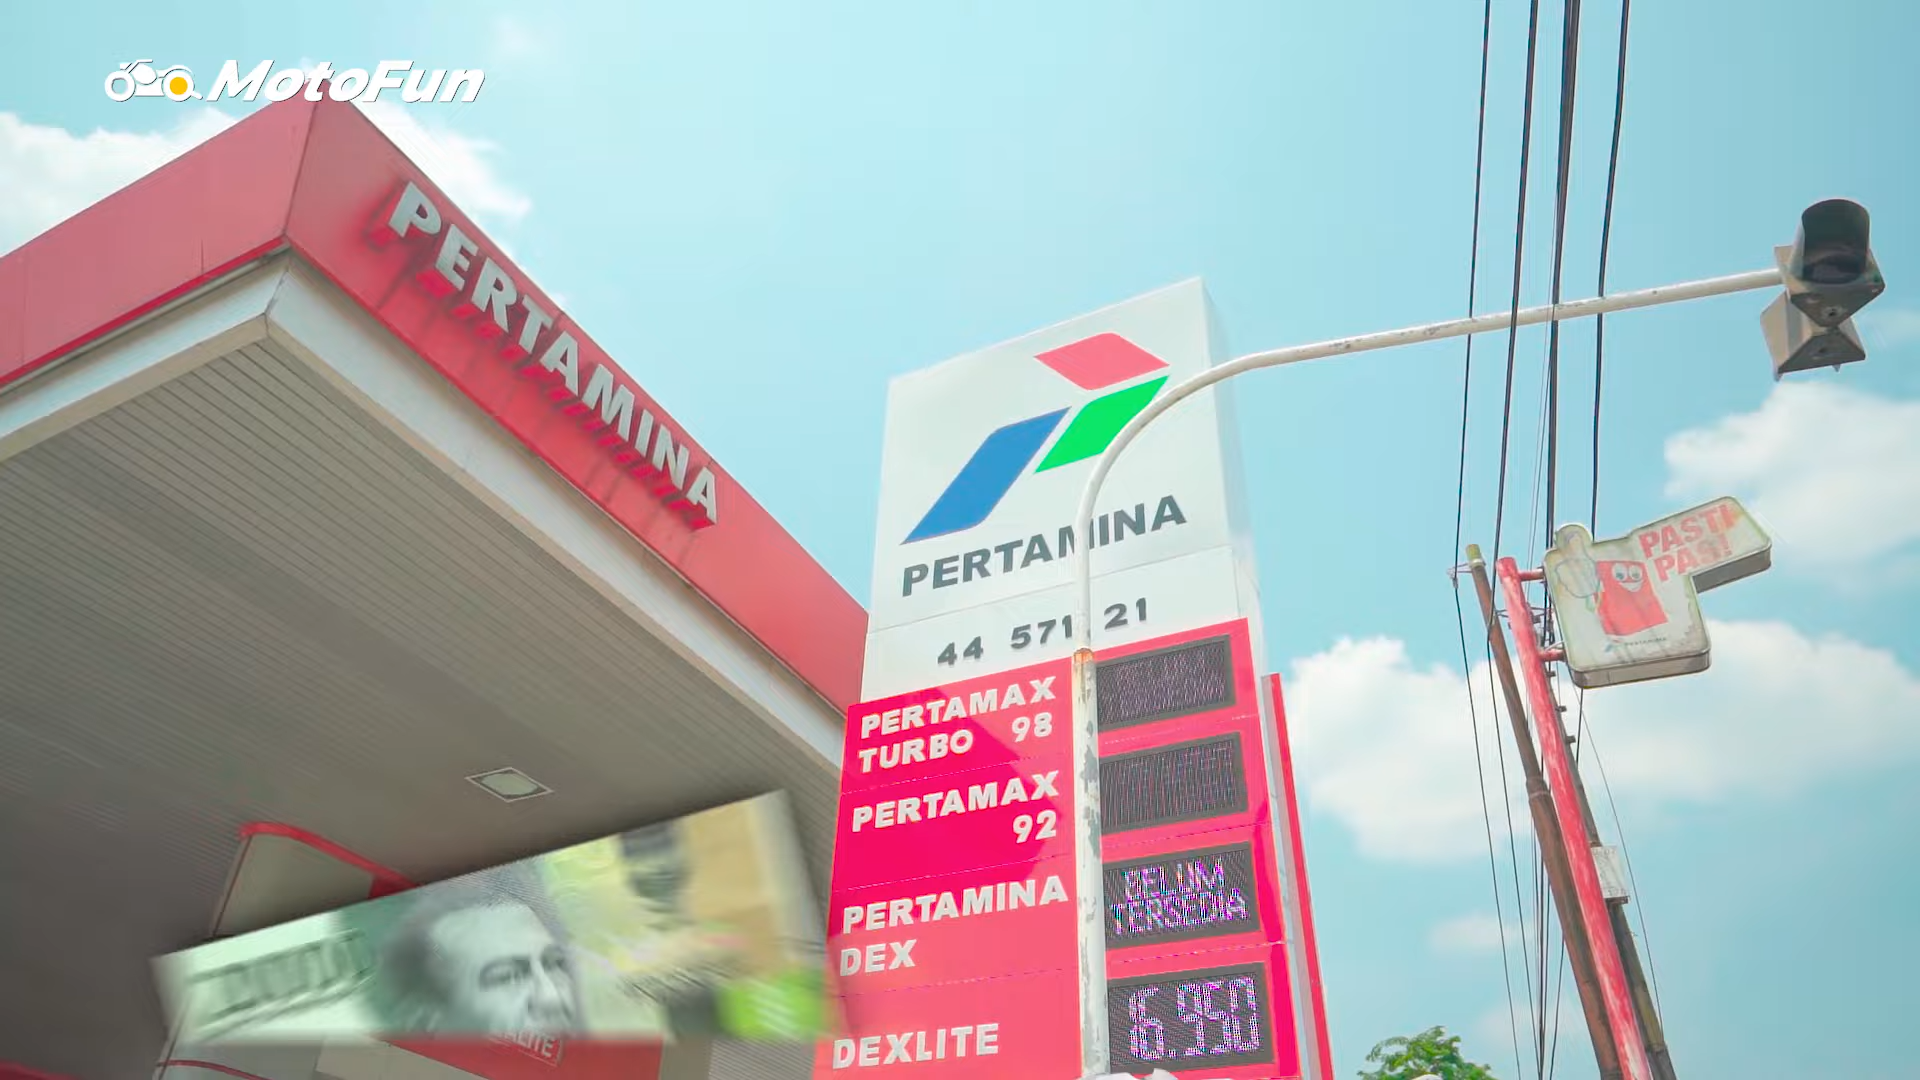 MotoFun
PERTAMINA
PERTAMINA
44 571 21
PERTAMAX
TURBO 98
PERTAMAX
92
PERTAMINA
DEX
BELUM
TERSEDIA
DEXLITE
16.950
PASTI
PAS!